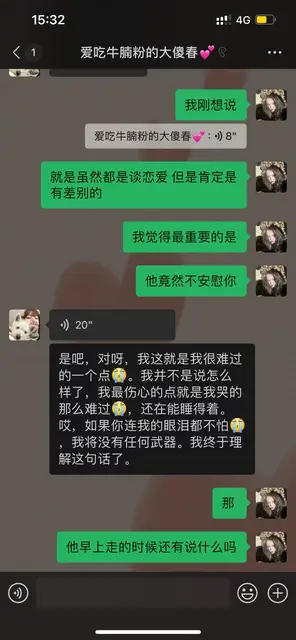 15:32
4G
1
爱吃牛腩粉的大傻春💕
我刚想说
爱吃牛腩粉的大傻春💕: 8"
就是虽然都是谈恋爱 但是肯定是
有差别的
我觉得最重要的是
他竟然不安慰你
20"
是吧，对呀，我这就是我很难过
的一个点😭。我并不是说怎么
样了，我最伤心的点就是我哭的
那么难过😭，还在能睡得着。
哎，如果你连我的眼泪都不怕😭
，我将没有任何武器。我终于理
解这句话了。
那
他早上走的时候还有说什么吗